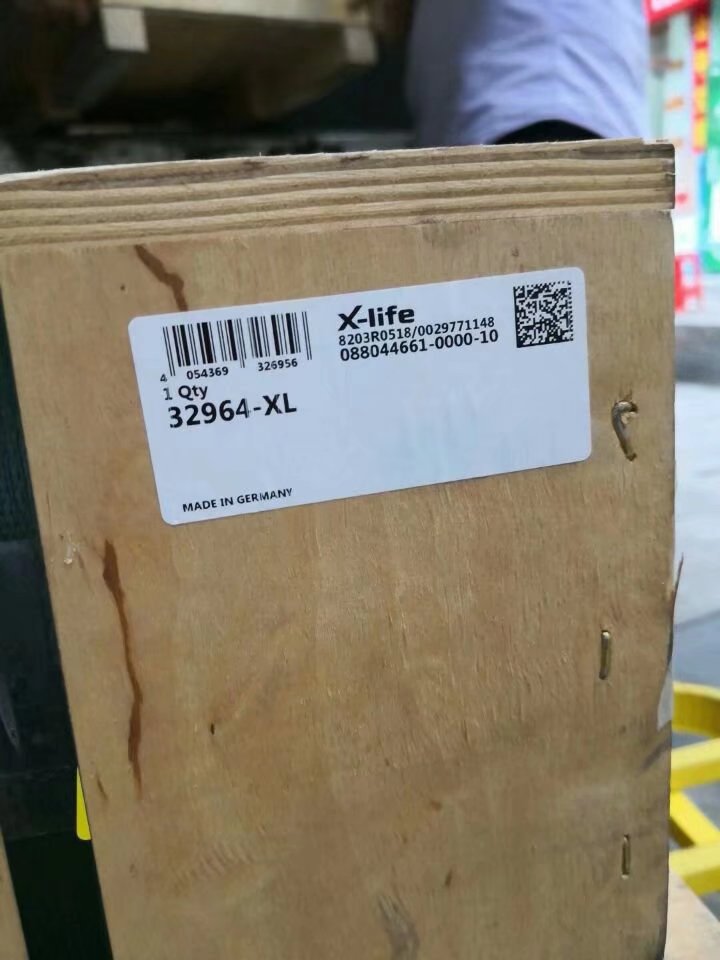 X-life
8203R0518/0029771148
088044661-0000-10
4 054369 326956
1 Qty
32964-XL
MADE IN GERMANY